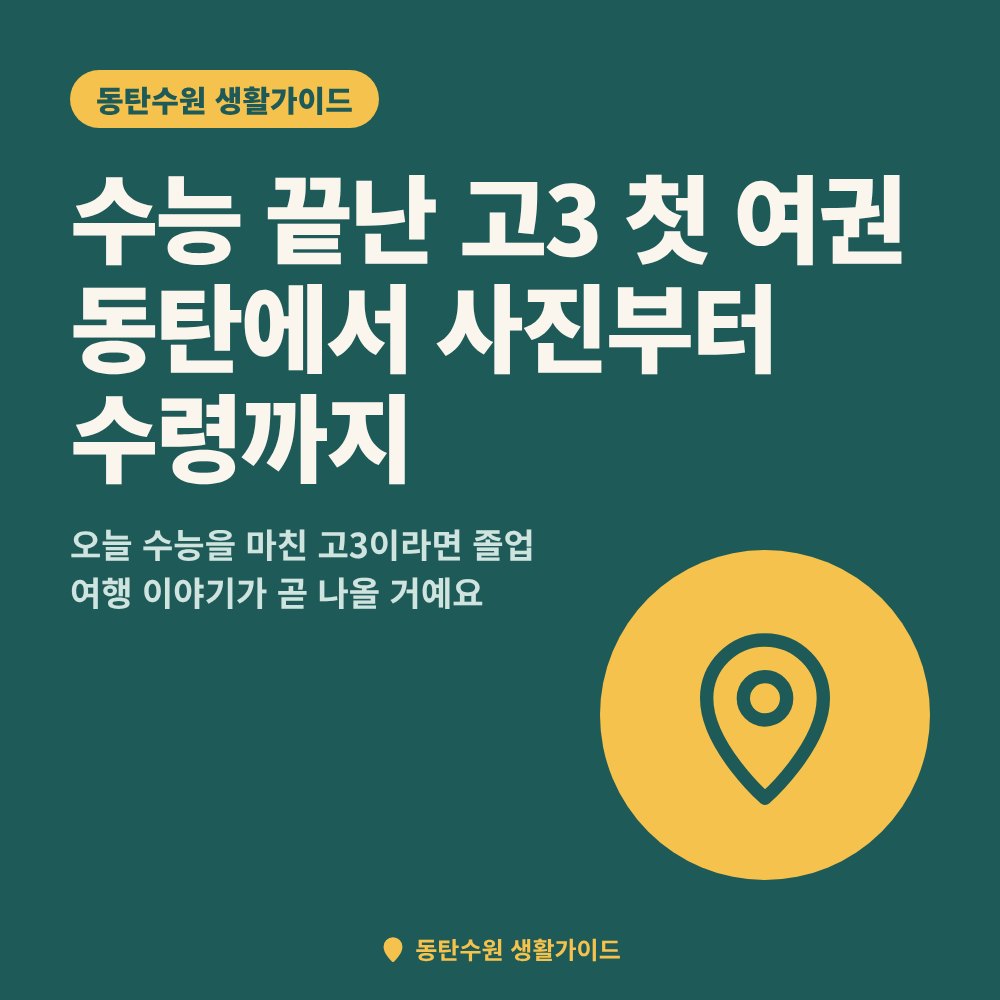 동탄수원 생활가이드
수능 끝난 고3 첫 여권
동탄에서 사진부터
수령까지
오늘 수능을 마친 고3이라면 졸업
여행 이야기가 곧 나올 거예요
동탄수원 생활가이드